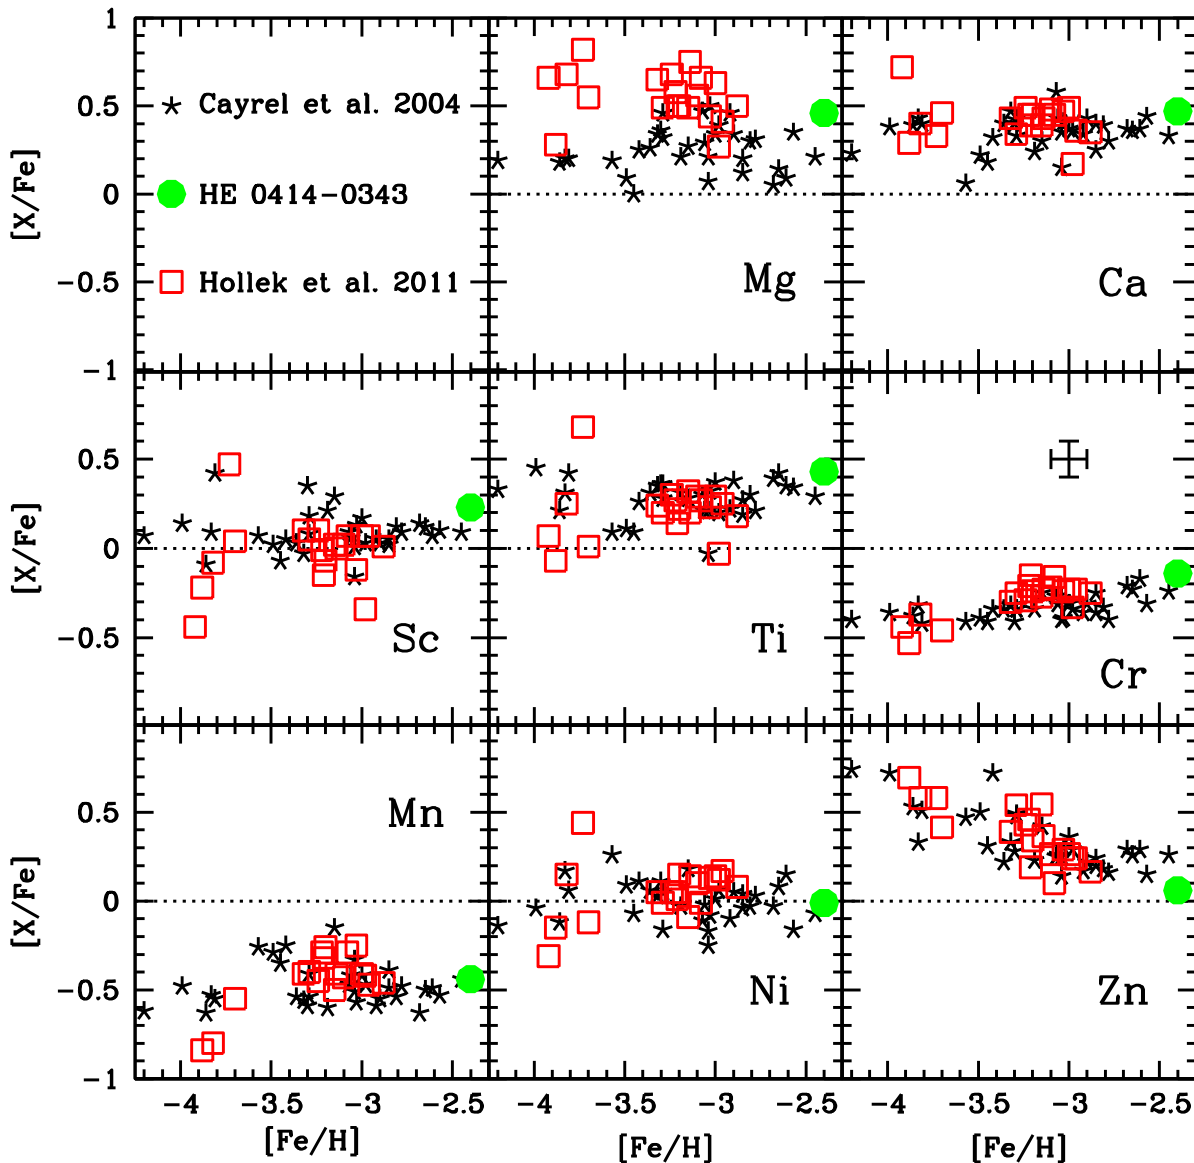 1
0.5
0
−0.5
−1
[X/Fe]
Cayrel et al. 2004
HE 0414−0343
Hollek et al. 2011
Mg
Ca
0.5
0
−0.5
[X/Fe]
Sc
Ti
Cr
0.5
0
−0.5
−1
[X/Fe]
Mn
Ni
Zn
−4 −3.5 −3 −2.5 −4 −3.5 −3 −2.5 −4 −3.5 −3 −2.5
[Fe/H] [Fe/H] [Fe/H]